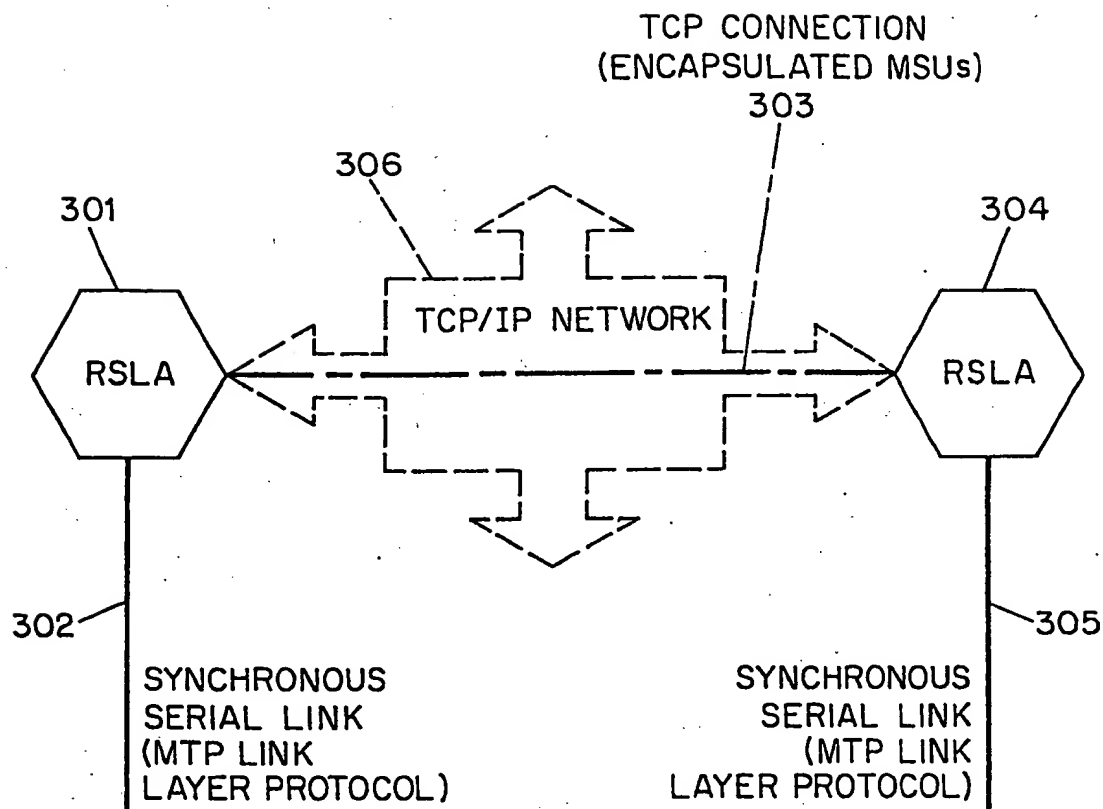 TCP CONNECTION
(ENCAPSULATED MSUs)
303
306
301
304
TCP/IP NETWORK
RSLA
RSLA
302
305
SYNCHRONOUS
SERIAL LINK
(MTP LINK
LAYER PROTOCOL)
SYNCHRONOUS
SERIAL LINK
(MTP LINK
LAYER PROTOCOL)